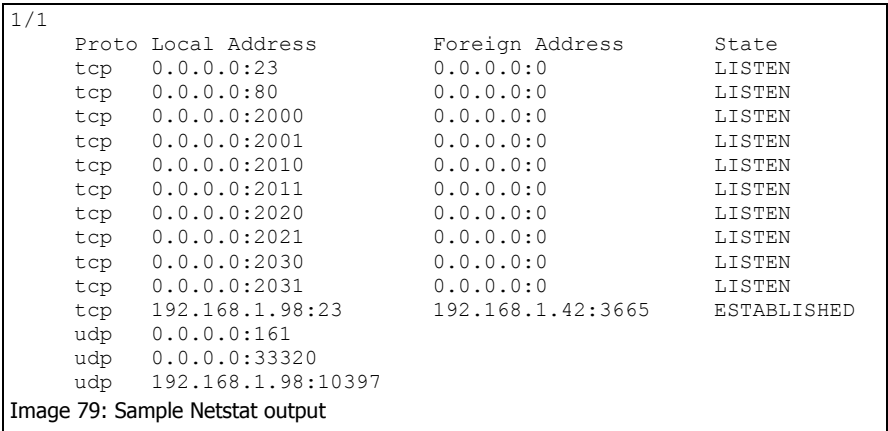 1/1
Proto Local Address Foreign Address State
tcp 0.0.0.0:23 0.0.0.0:0 LISTEN
tcp 0.0.0.0:80 0.0.0.0:0 LISTEN
tcp 0.0.0.0:2000 0.0.0.0:0 LISTEN
tcp 0.0.0.0:2001 0.0.0.0:0 LISTEN
tcp 0.0.0.0:2010 0.0.0.0:0 LISTEN
tcp 0.0.0.0:2011 0.0.0.0:0 LISTEN
tcp 0.0.0.0:2020 0.0.0.0:0 LISTEN
tcp 0.0.0.0:2021 0.0.0.0:0 LISTEN
tcp 0.0.0.0:2030 0.0.0.0:0 LISTEN
tcp 0.0.0.0:2031 0.0.0.0:0 LISTEN
tcp 192.168.1.98:23 192.168.1.42:3665 ESTABLISHED
udp 0.0.0.0:161
udp 0.0.0.0:33320
udp 192.168.1.98:10397
Image 79: Sample Netstat output